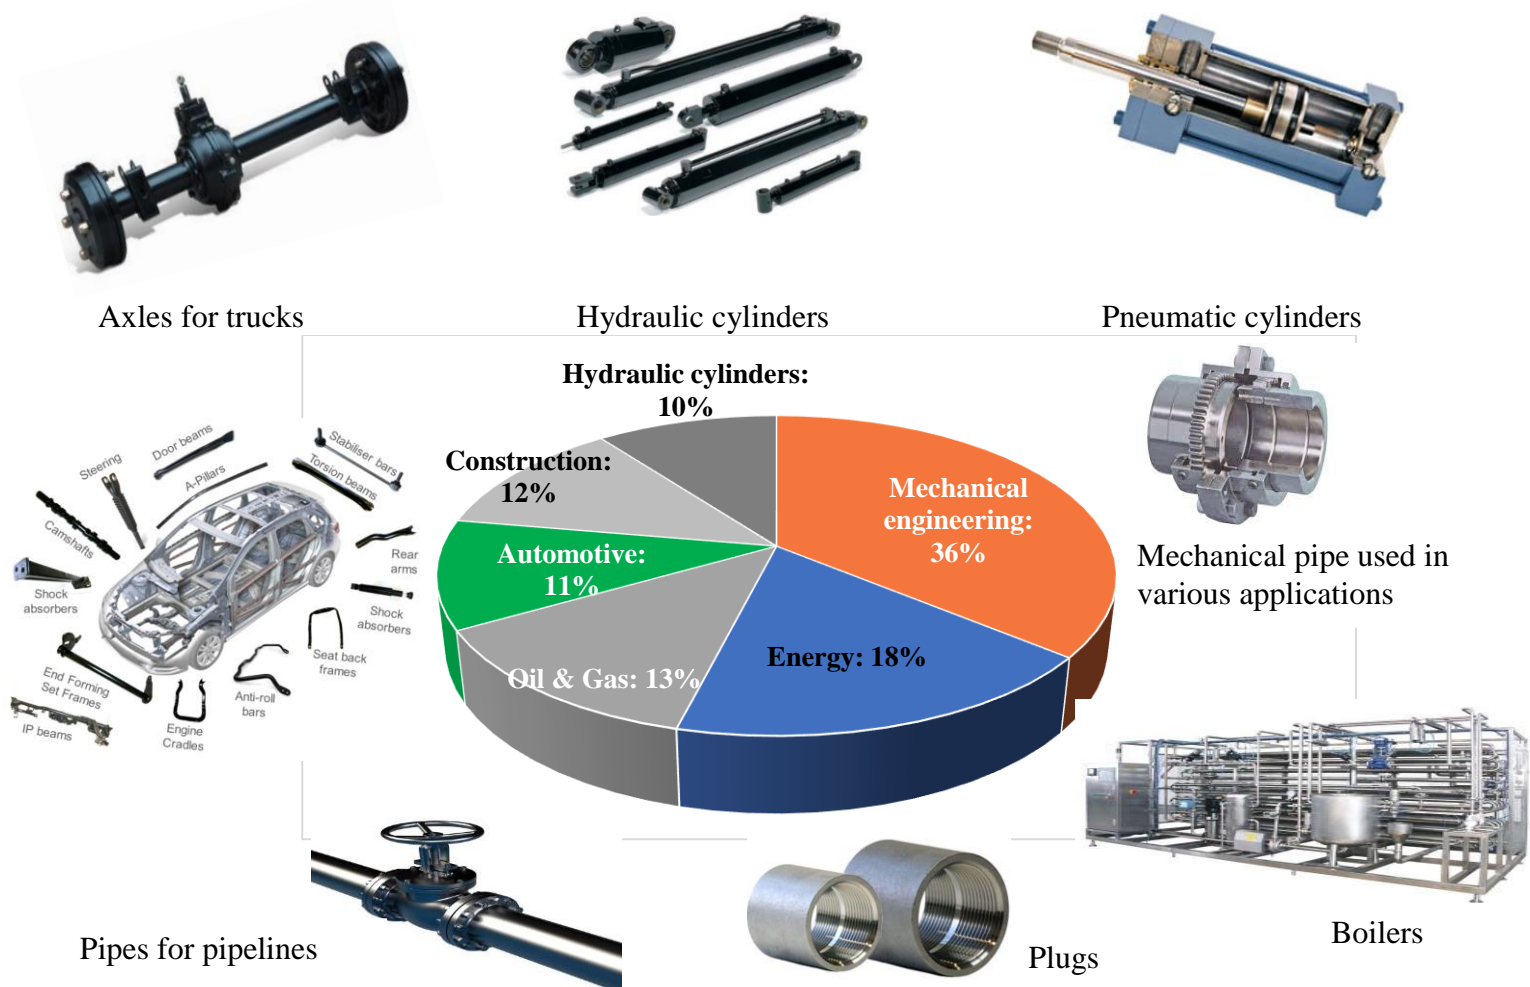 Axles for trucks
Hydraulic cylinders
Pneumatic cylinders
Hydraulic cylinders:
10%
Construction:
12%
Mechanical
engineering:
36%
Automotive:
11%
Energy: 18%
Oil & Gas: 13%
Door beams
Stabiliser bars
Steering
A-Pillars
Torsion beams
Camshafts
Rear
arms
Shock
absorbers
Shock
absorbers
Seat back
frames
End Forming
Set Frames
Anti-roll
bars
IP beams
Engine
Cradles
Mechanical pipe used in
various applications
Boilers
Pipes for pipelines
Plugs